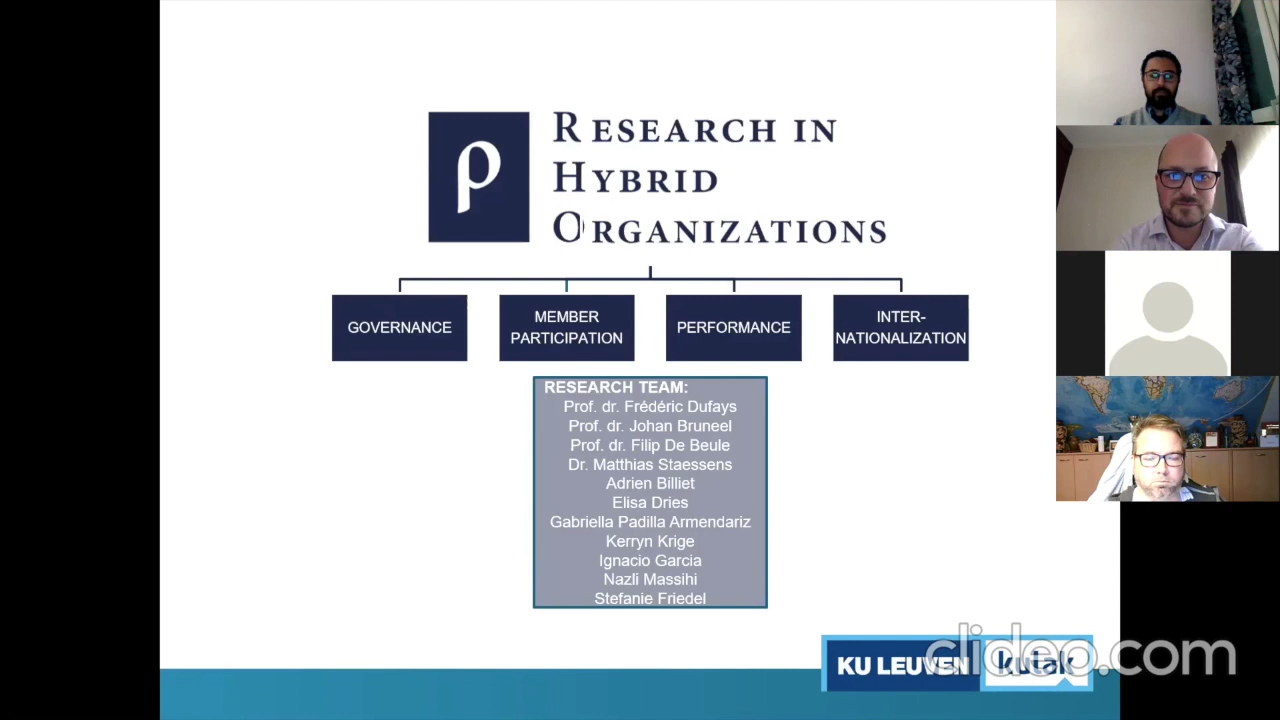 ρ
RESEARCH IN
HYBRID
ORGANIZATIONS
GOVERNANCE
MEMBER
PARTICIPATION
PERFORMANCE
INTER-
NATIONALIZATION
RESEARCH TEAM:
Prof. dr. Frédéric Dufays
Prof. dr. Johan Bruneel
Prof. dr. Filip De Beule
Dr. Matthias Staessens
Adrien Billiet
Elisa Dries
Gabriella Padilla Armendariz
Kerryn Krige
Ignacio Garcia
Nazlì Massihi
Stefanie Friedel
KU LEUVEN kulak
clideo.com